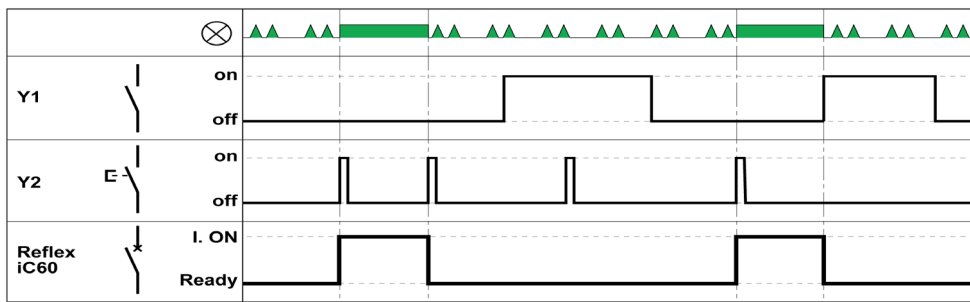 on
Y1
off
on
Y2
off
I. ON
Reflex
iC60
Ready